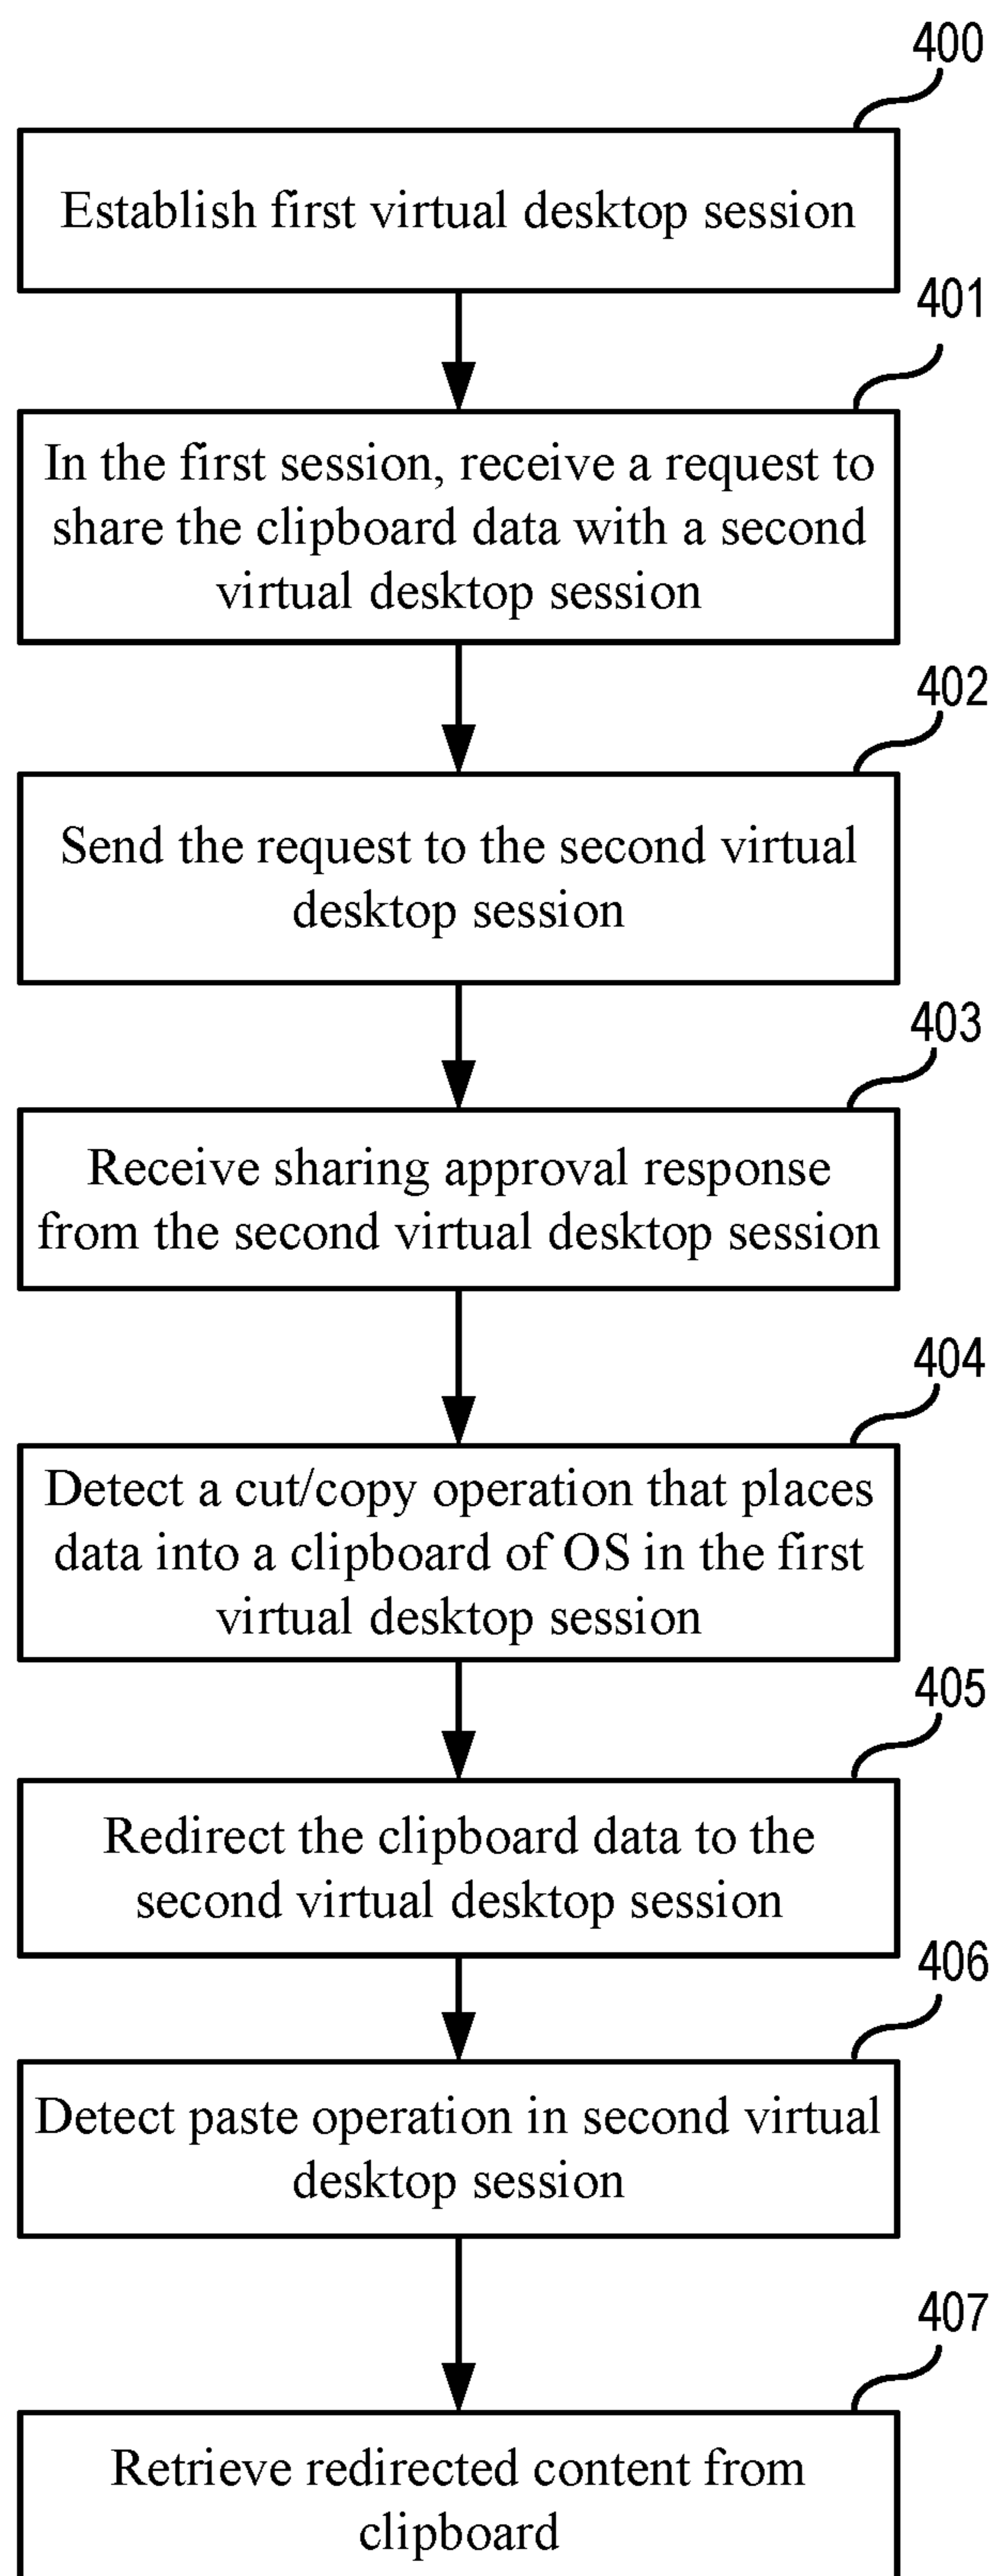 400
Establish first virtual desktop session
401
In the first session, receive a request to
share the clipboard data with a second
virtual desktop session
402
Send the request to the second virtual
desktop session
403
Receive sharing approval response
from the second virtual desktop session
404
Detect a cut/copy operation that places
data into a clipboard of OS in the first
virtual desktop session
405
Redirect the clipboard data to the
second virtual desktop session
406
Detect paste operation in second virtual
desktop session
407
Retrieve redirected content from
clipboard